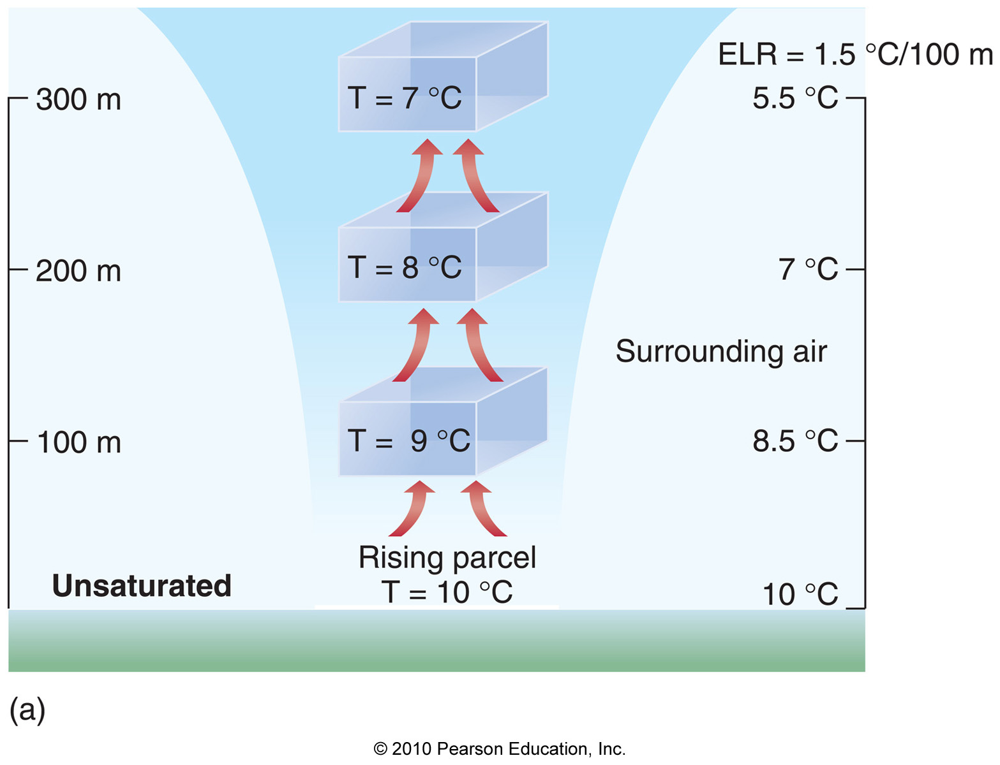 ELR = 1.5 °C/100 m
300 m
T = 7 °C
5.5 °C
200 m
T = 8 °C
7 °C
Surrounding air
100 m
T = 9 °C
8.5 °C
Rising parcel
T = 10 °C
Unsaturated
10 °C
(a)
© 2010 Pearson Education, Inc.